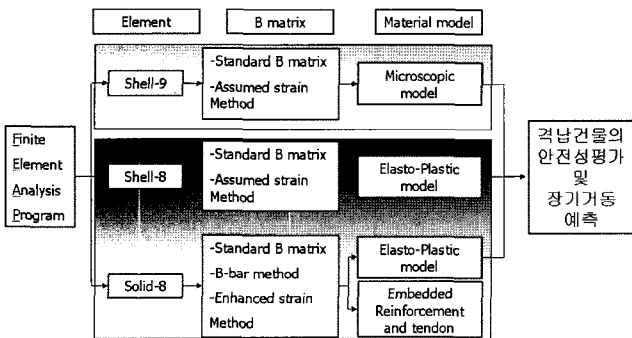 Element
B matrix
Material model
Shell-9
-Standard B matrix
-Assumed strain
Method
Microscopic
model
Finite
Element
Analysis
Program
Shell-8
-Standard B matrix
-Assumed strain
Method
Elasto-Plastic
model
Solid-8
-Standard B matrix
-B-bar method
-Enhanced strain
Method
Elasto-Plastic
model
Embedded
Reinforcement
and tendon
격납건물의
안전성평가
및
장기거동
예측